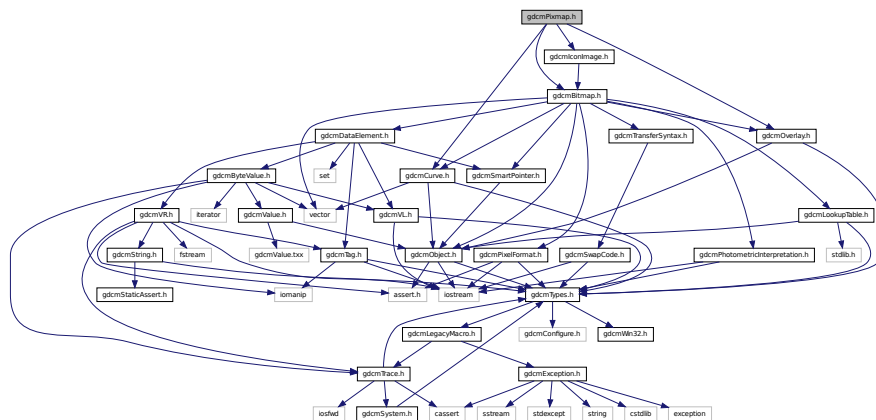 gdcmPixmap.h
gdcmIconImage.h
gdcmBitmap.h
gdcmDataElement.h
gdcmTransferSyntax.h
gdcmOverlay.h
gdcmByteValue.h
set
gdcmCurve.h
gdcmSmartPointer.h
gdcmVR.h
iterator
gdcmValue.h
vector
gdcmVL.h
gdcmLookupTable.h
gdcmString.h
fstream
gdcmValue.txx
gdcmTag.h
gdcmObject.h
gdcmPixelFormat.h
gdcmSwapCode.h
gdcmPhotometricInterpretation.h
stdlib.h
gdcmStaticAssert.h
iomanip
assert.h
iostream
gdcmTypes.h
gdcmLegacyMacro.h
gdcmConfigure.h
gdcmWin32.h
gdcmTrace.h
gdcmException.h
iosfwd
gdcmSystem.h
cassert
sstream
stdexcept
string
cstdlib
exception